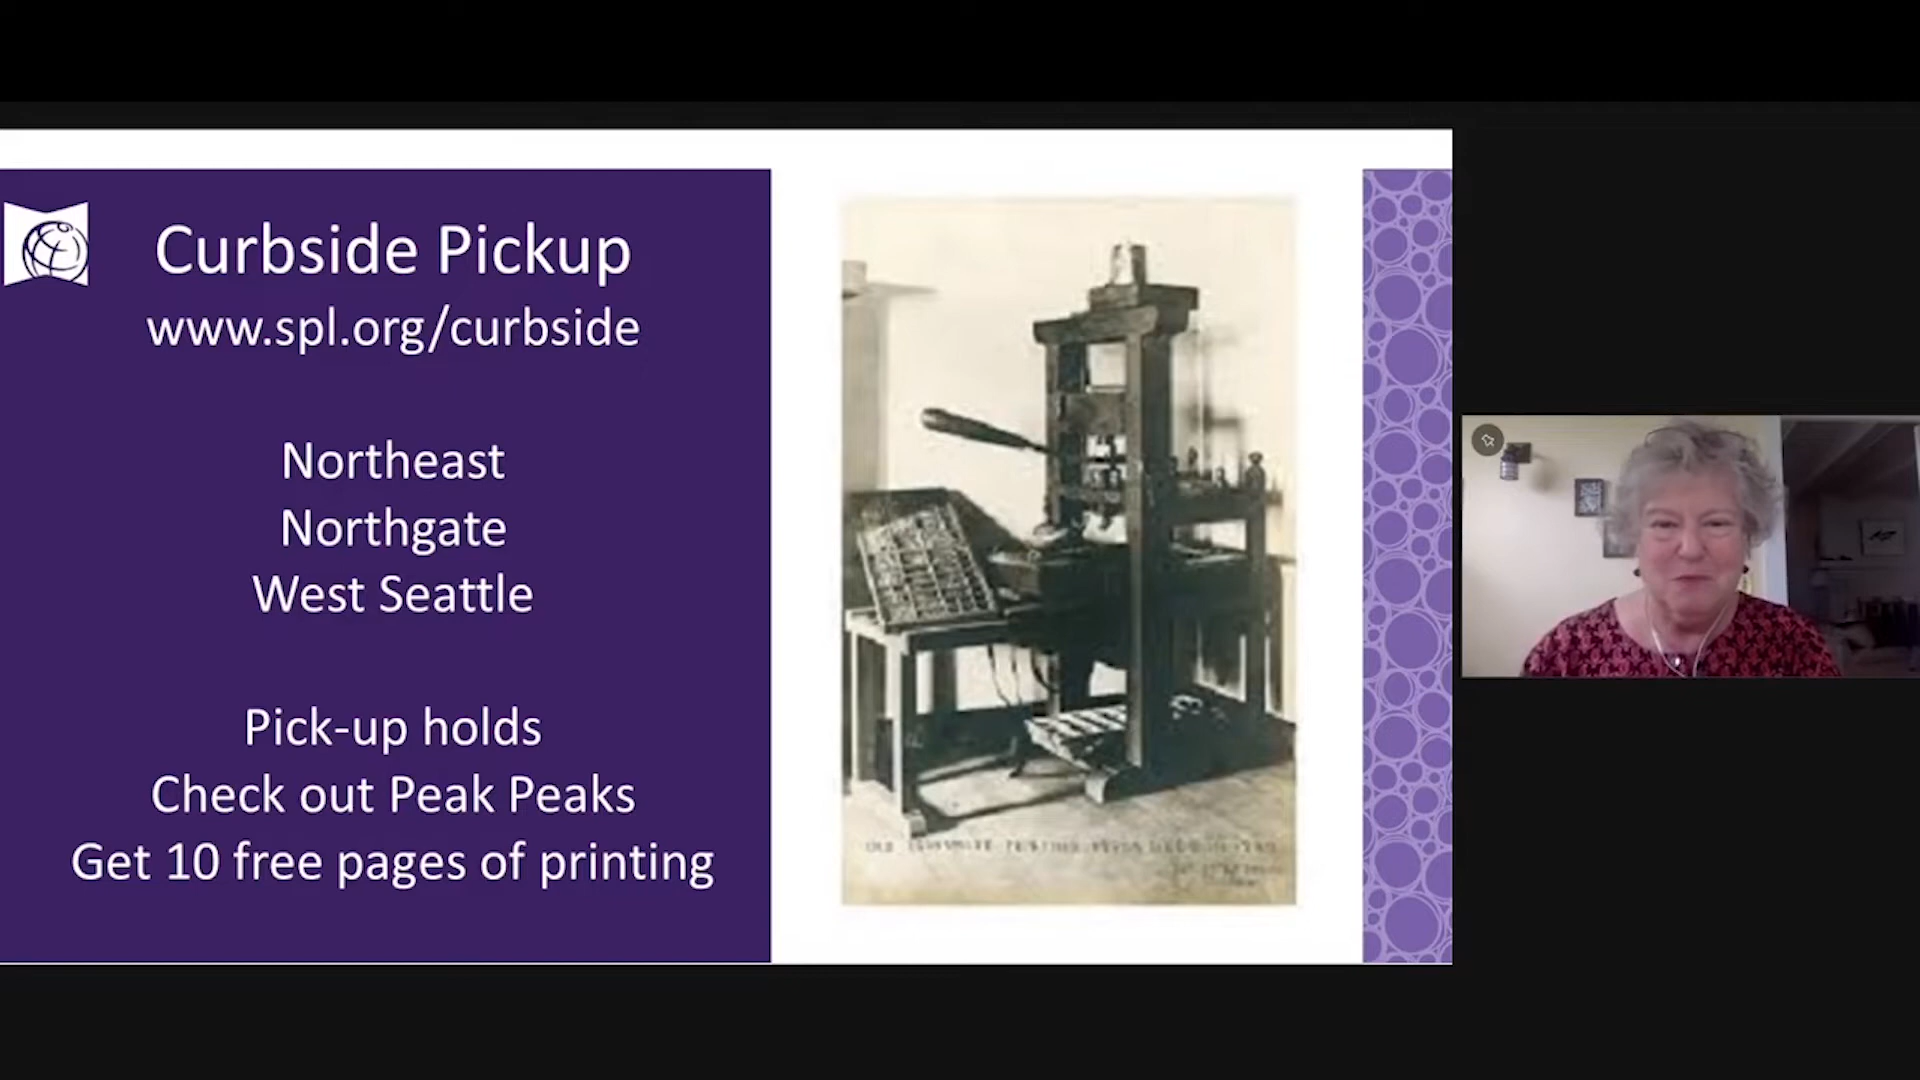 Curbside Pickup
www.spl.org/curbside
Northeast
Northgate
West Seattle
Pick-up holds
Check out Peak Peaks
Get 10 free pages of printing